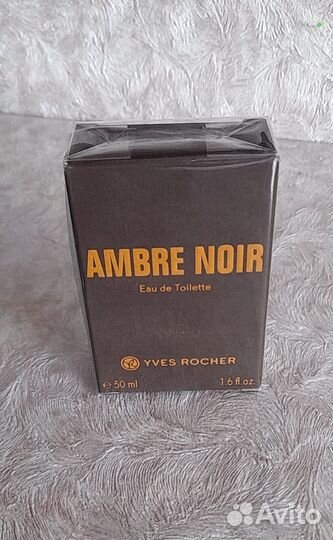 AMBRE NOIR
Eau de Toilette
YVES ROCHER
e 50 ml 1.6 fl.oz.
Avito